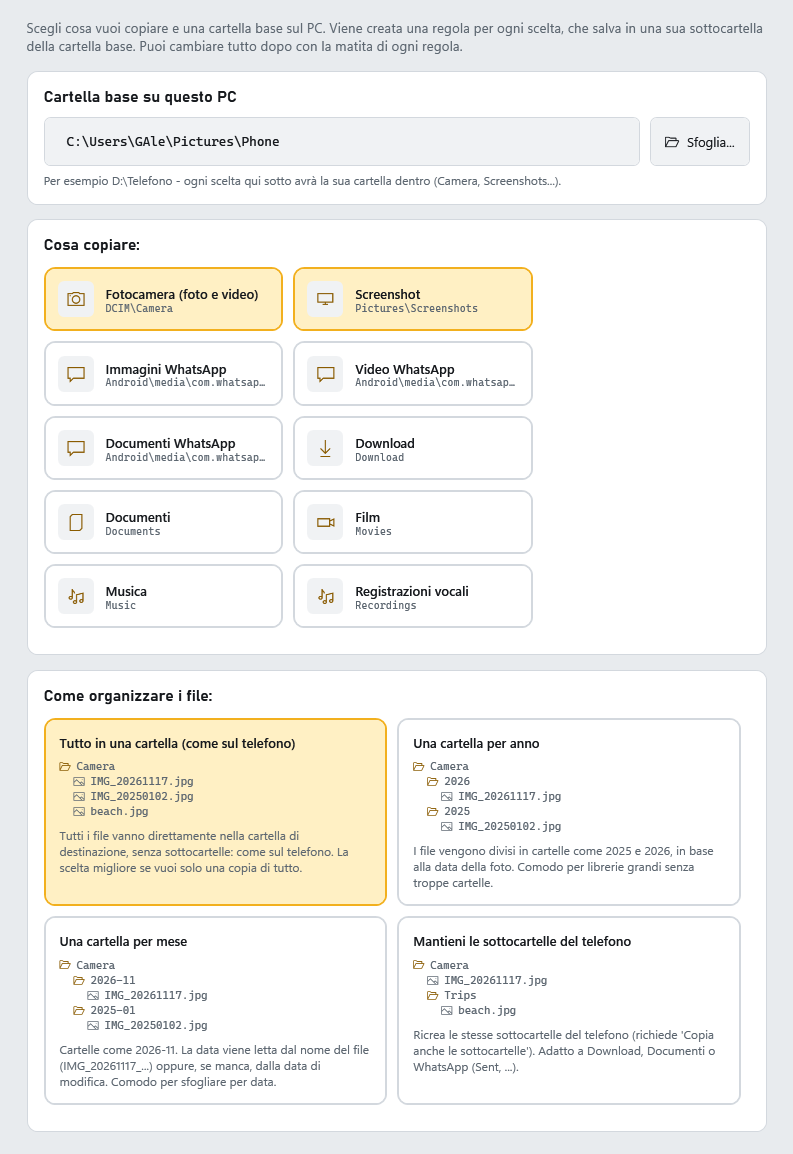 Scegli cosa vuoi copiare e una cartella base sul PC. Viene creata una regola per ogni scelta, che salva in una sua sottocartella
della cartella base. Puoi cambiare tutto dopo con la matita di ogni regola.
Cartella base su questo PC
C:\Users\GAle\Pictures\Phone
Sfoglia...
Per esempio D:\Telefono - ogni scelta qui sotto avrà la sua cartella dentro (Camera, Screenshots...).
Cosa copiare:
Fotocamera (foto e video)
DCIM\Camera
Screenshot
Pictures\Screenshots
Immagini WhatsApp
Android\media\com.whatsap…
Video WhatsApp
Android\media\com.whatsap…
Documenti WhatsApp
Android\media\com.whatsap…
Download
Download
Documenti
Documents
Film
Movies
Musica
Music
Registrazioni vocali
Recordings
Come organizzare i file:
Tutto in una cartella (come sul telefono)
Camera
IMG_20261117.jpg
IMG_20250102.jpg
beach.jpg
Tutti i file vanno direttamente nella cartella di
destinazione, senza sottocartelle: come sul telefono. La
scelta migliore se vuoi solo una copia di tutto.
Una cartella per anno
Camera
2026
IMG_20261117.jpg
2025
IMG_20250102.jpg
I file vengono divisi in cartelle come 2025 e 2026, in base
alla data della foto. Comodo per librerie grandi senza
troppe cartelle.
Una cartella per mese
Camera
2026-11
IMG_20261117.jpg
2025-01
IMG_20250102.jpg
Cartelle come 2026-11. La data viene letta dal nome del file
(IMG_20261117_...) oppure, se manca, dalla data di
modifica. Comodo per sfogliare per data.
Mantieni le sottocartelle del telefono
Camera
IMG_20261117.jpg
Trips
beach.jpg
Ricrea le stesse sottocartelle del telefono (richiede 'Copia
anche le sottocartelle'). Adatto a Download, Documenti o
WhatsApp (Sent, ...).